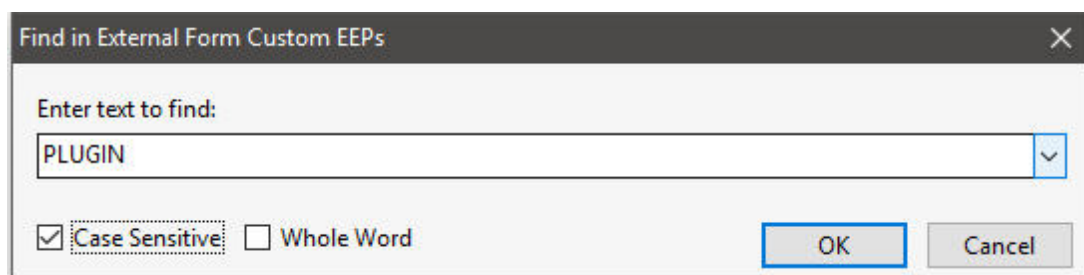 Find in External Form Custom EEPs
Enter text to find:
PLUGIN
Case Sensitive Whole Word
OK Cancel